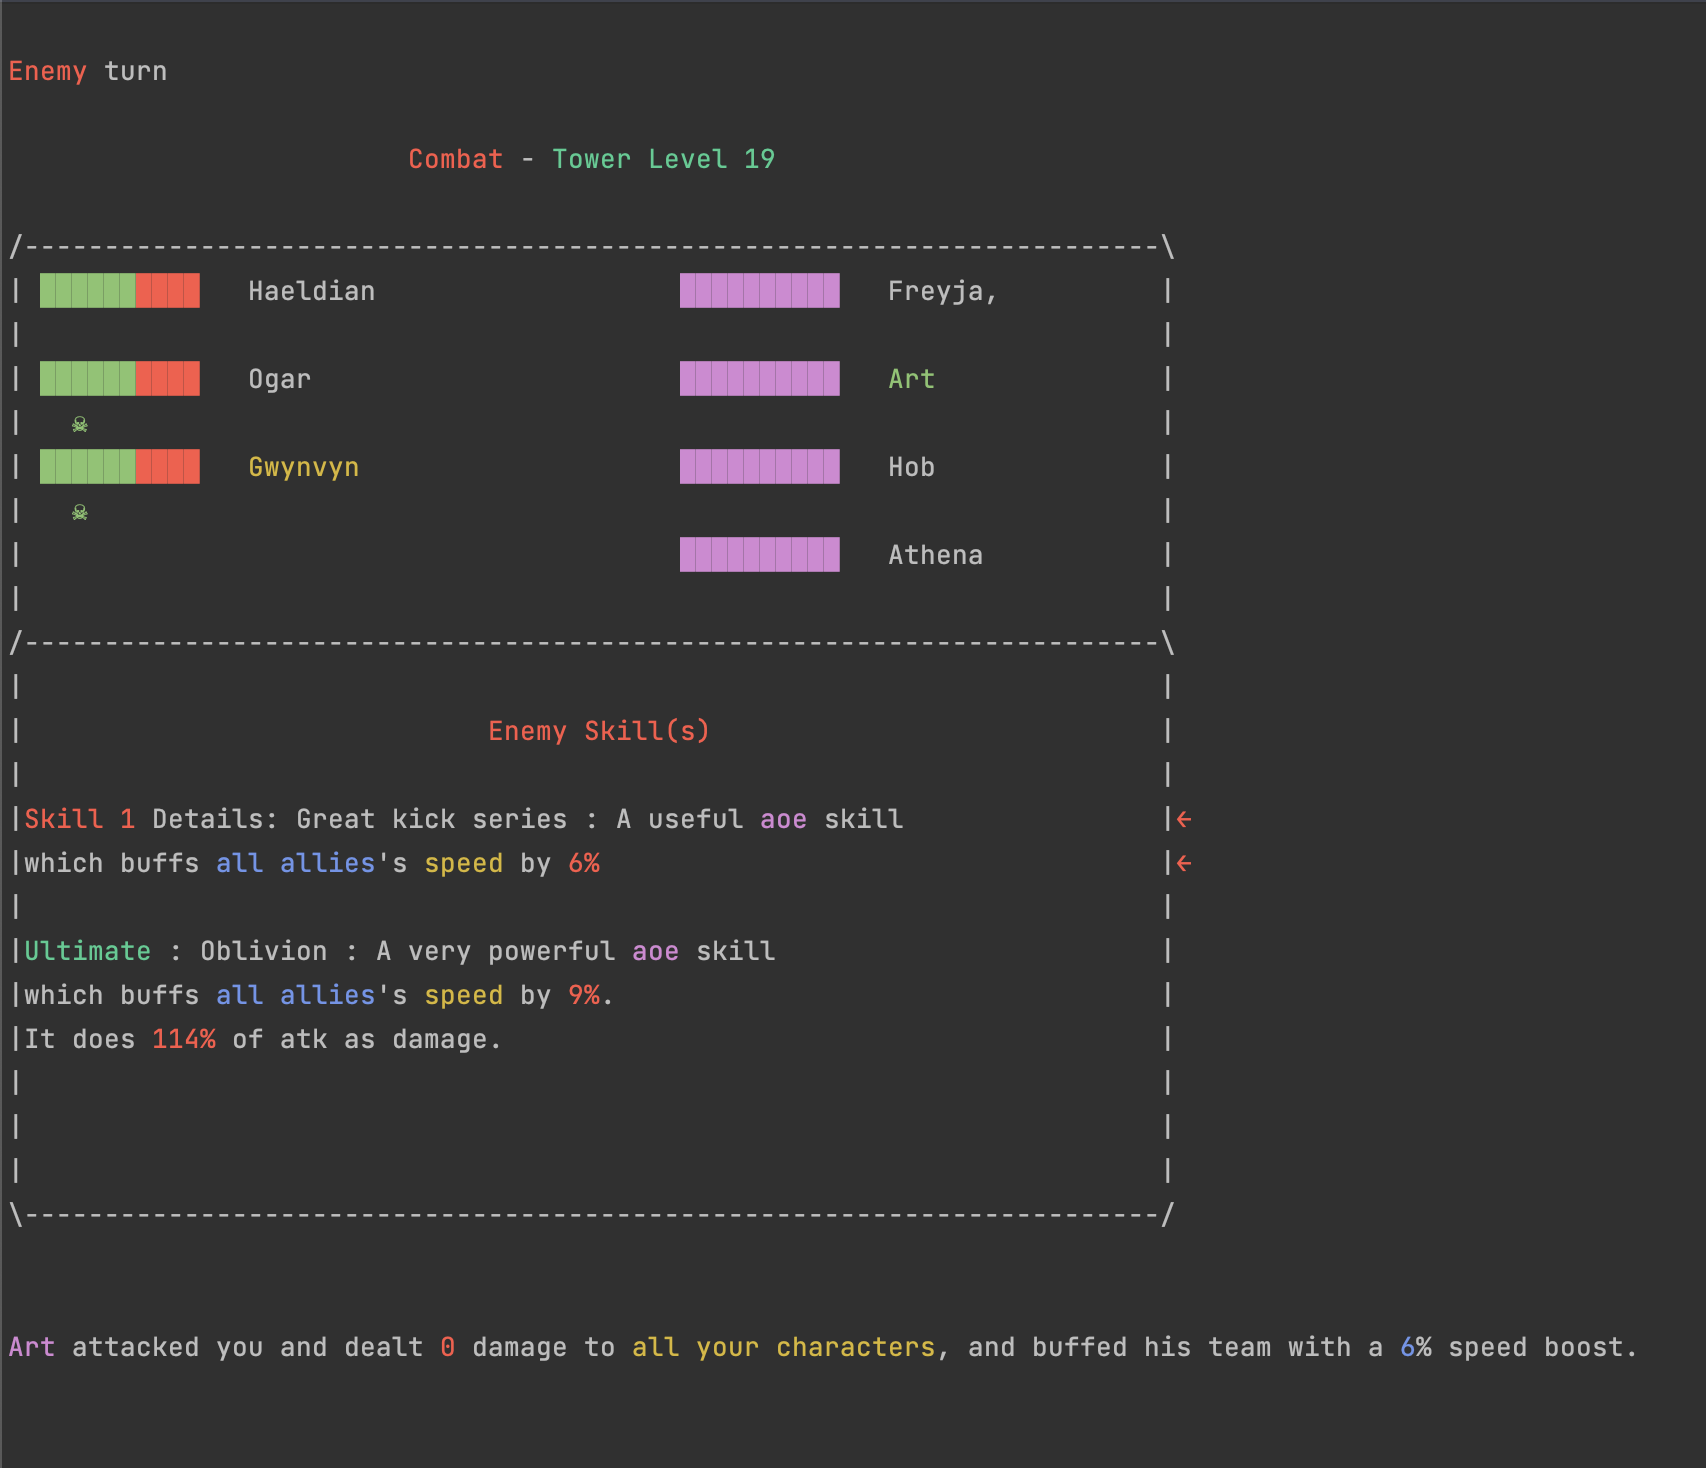 Enemy turn
Combat - Tower Level 19
/-----------------------------------------------------------------------\
| Haeldian Freyja, |
| |
| Ogar Art |
| ☠ |
| Gwynvyn Hob |
| ☠ |
| Athena |
| |
/-----------------------------------------------------------------------\
| |
| Enemy Skill(s) |
| |
|Skill 1 Details: Great kick series : A useful aoe skill |←
|which buffs all allies's speed by 6% |←
| |
|Ultimate : Oblivion : A very powerful aoe skill |
|which buffs all allies's speed by 9%. |
|It does 114% of atk as damage. |
| |
| |
| |
\-----------------------------------------------------------------------/
Art attacked you and dealt 0 damage to all your characters, and buffed his team with a 6% speed boost.